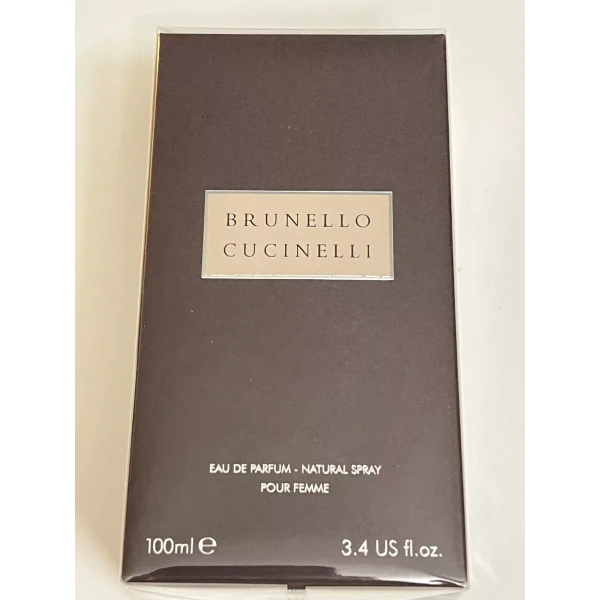 BRUNELLO
CUCINELLI
EAU DE PARFUM - NATURAL SPRAY
POUR FEMME
100ml ℮ 3.4 US fl.oz.